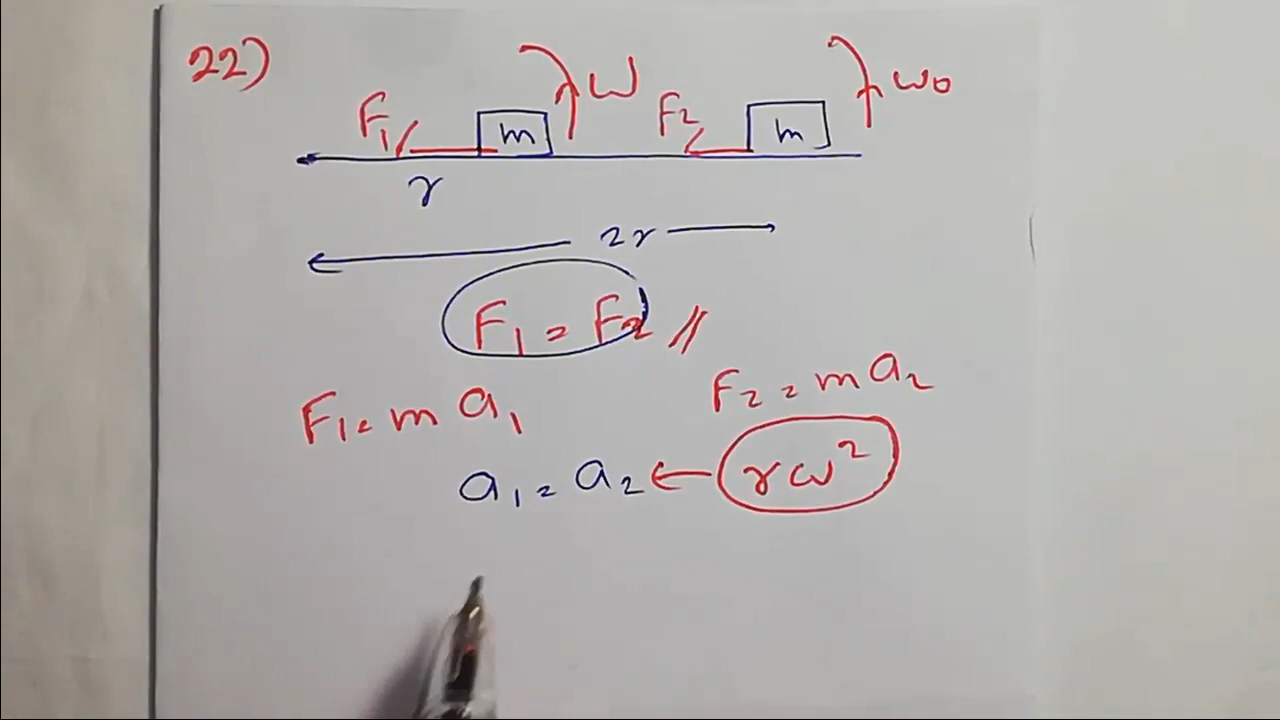 22)
F₁ m ω F₂ m ω₀
r
2r
F₁ = F₂ //
F₁ = m a₁ F₂ = m a₂
a₁ = a₂ ← rω²